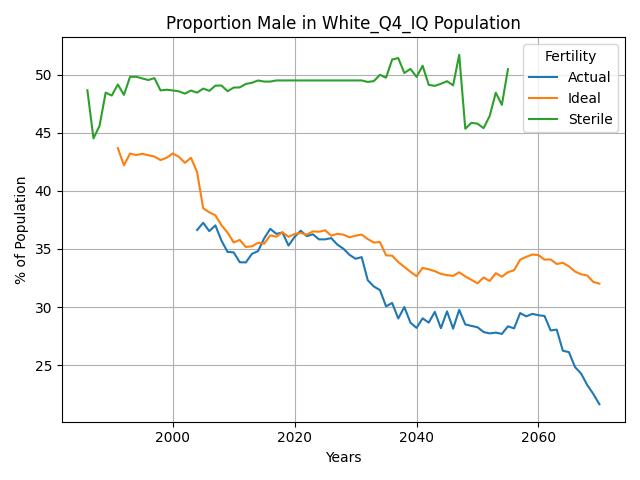 Proportion Male in White_Q4_IQ Population
Fertility
Actual
Ideal
Sterile
% of Population
50
45
40
35
30
25
2000
2020
2040
2060
Years